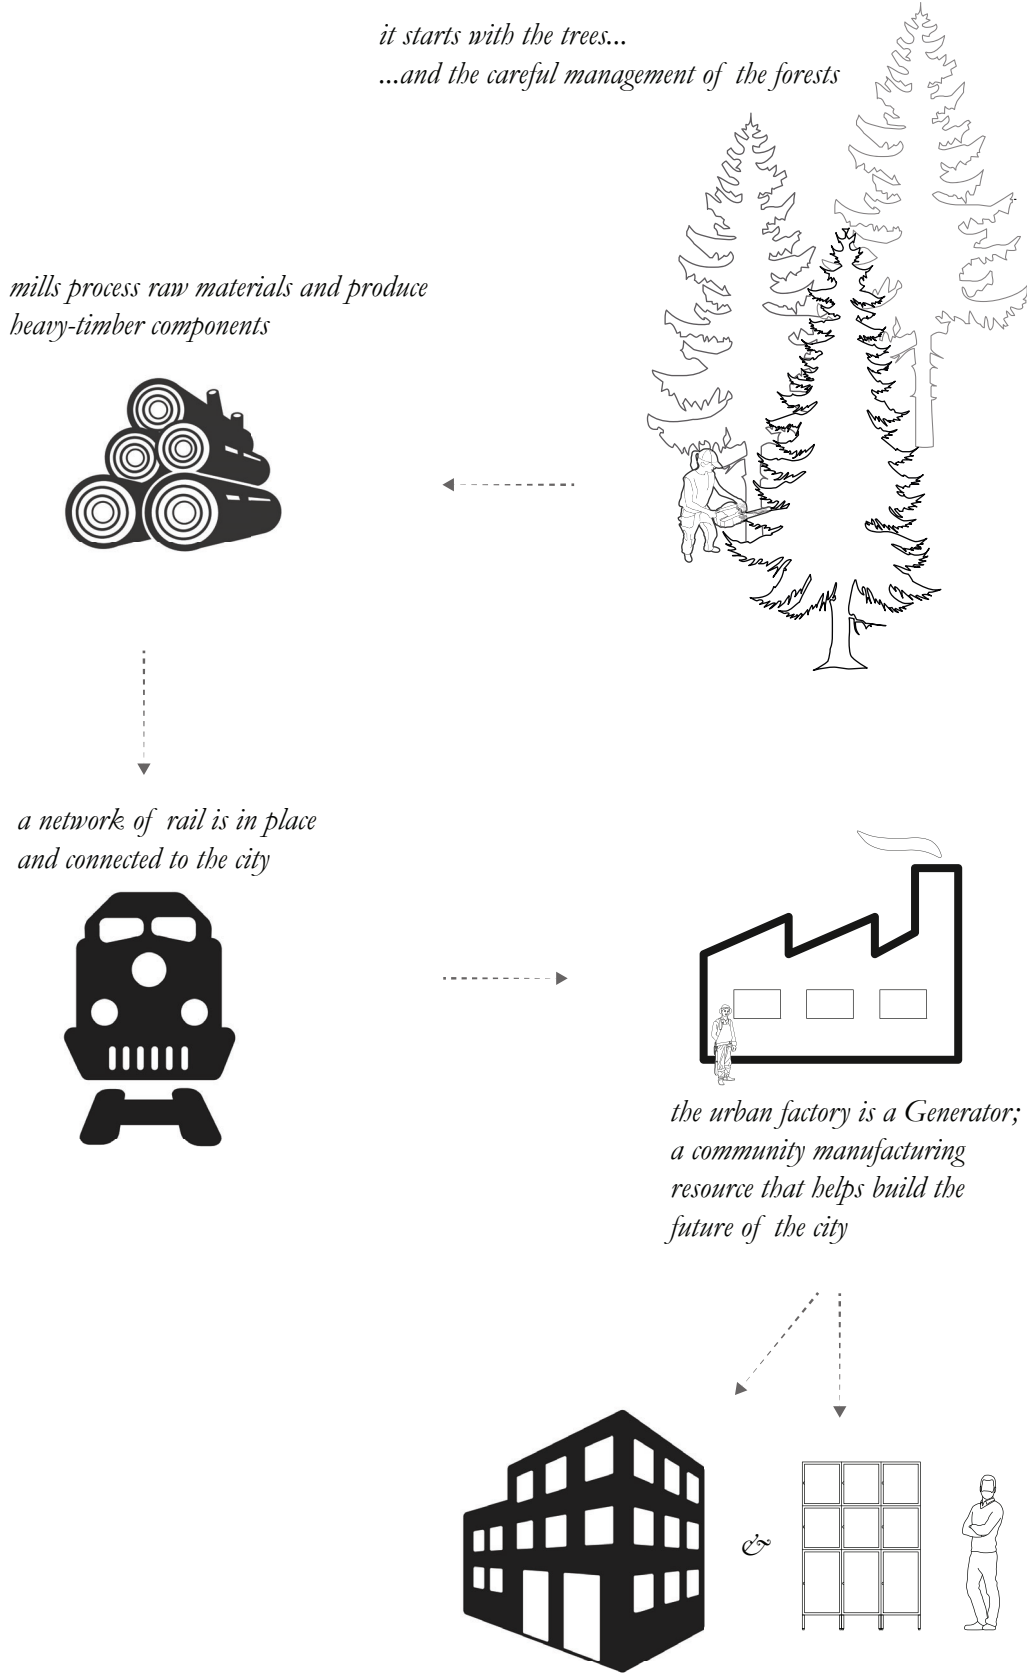 it starts with the trees...
...and the careful management of the forests
mills process raw materials and produce
heavy-timber components
a network of rail is in place
and connected to the city
the urban factory is a Generator;
a community manufacturing
resource that helps build the
future of the city
&